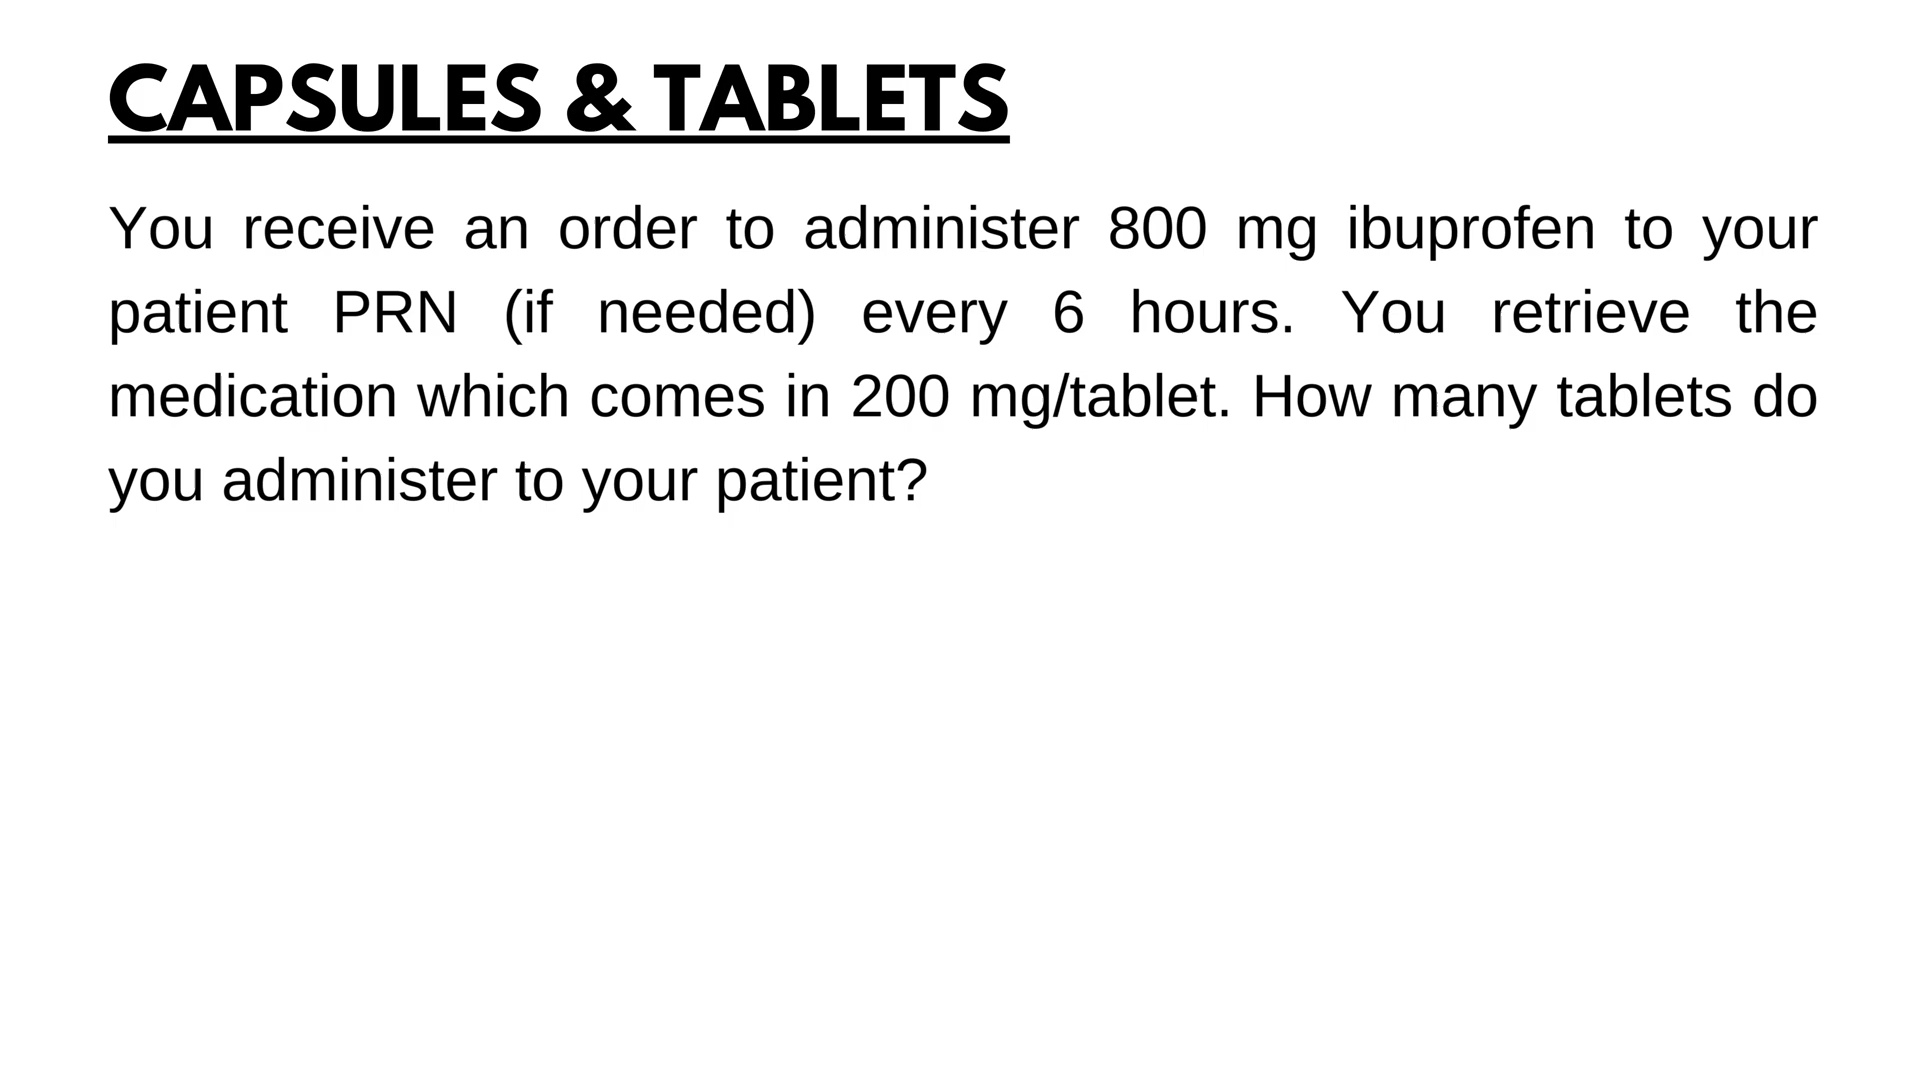 CAPSULES & TABLETS
You receive an order to administer 800 mg ibuprofen to your
patient PRN (if needed) every 6 hours. You retrieve the
medication which comes in 200 mg/tablet. How many tablets do
you administer to your patient?